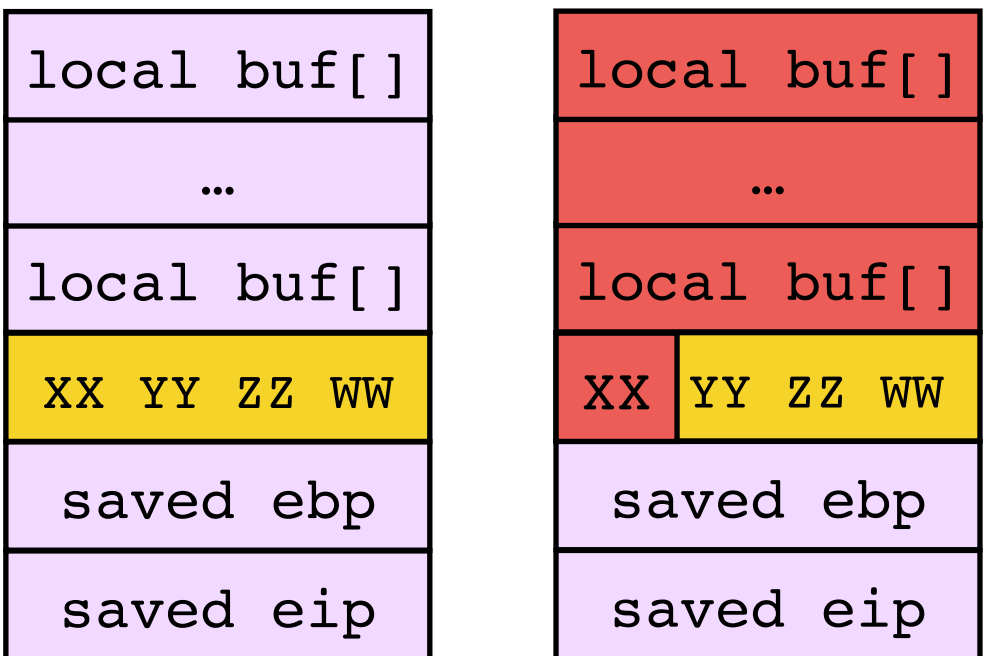 local buf[]
…
local buf[]
XX YY ZZ WW
saved ebp
saved eip
local buf[]
…
local buf[]
XX YY ZZ WW
saved ebp
saved eip